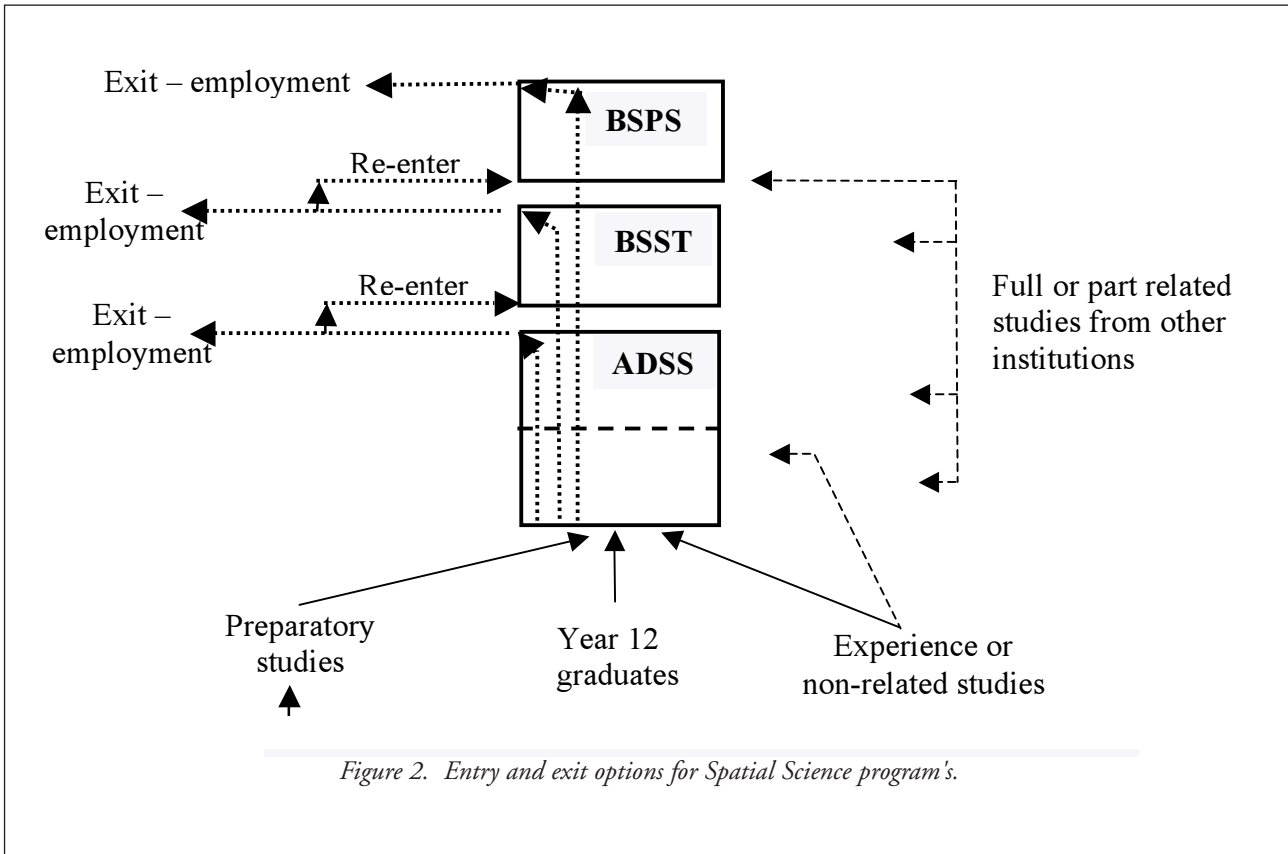 Exit – employment
BSPS
Re-enter
Exit –
employment
BSST
Re-enter
Exit –
employment
ADSS
Full or part related
studies from other
institutions
Preparatory
studies
Year 12
graduates
Experience or
non-related studies
Figure 2. Entry and exit options for Spatial Science program's.